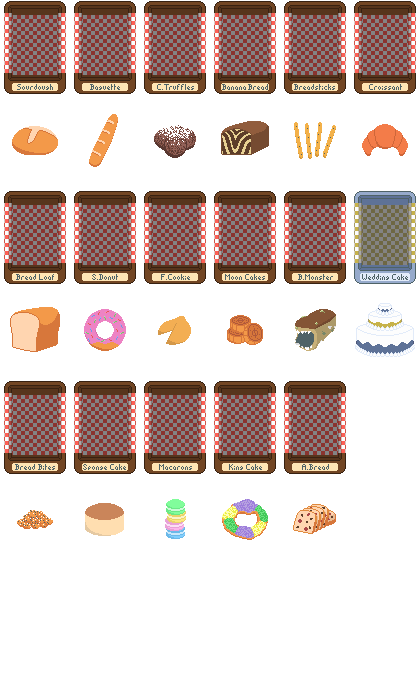 Sourdough
Baguette
C.Truffles
Banana Bread
Breadsticks
Croissant
Bread Loaf
S.Donut
F.Cookie
Moon Cakes
B.Monster
Wedding Cake
Bread Bites
Sponge Cake
Macarons
King Cake
A.Bread